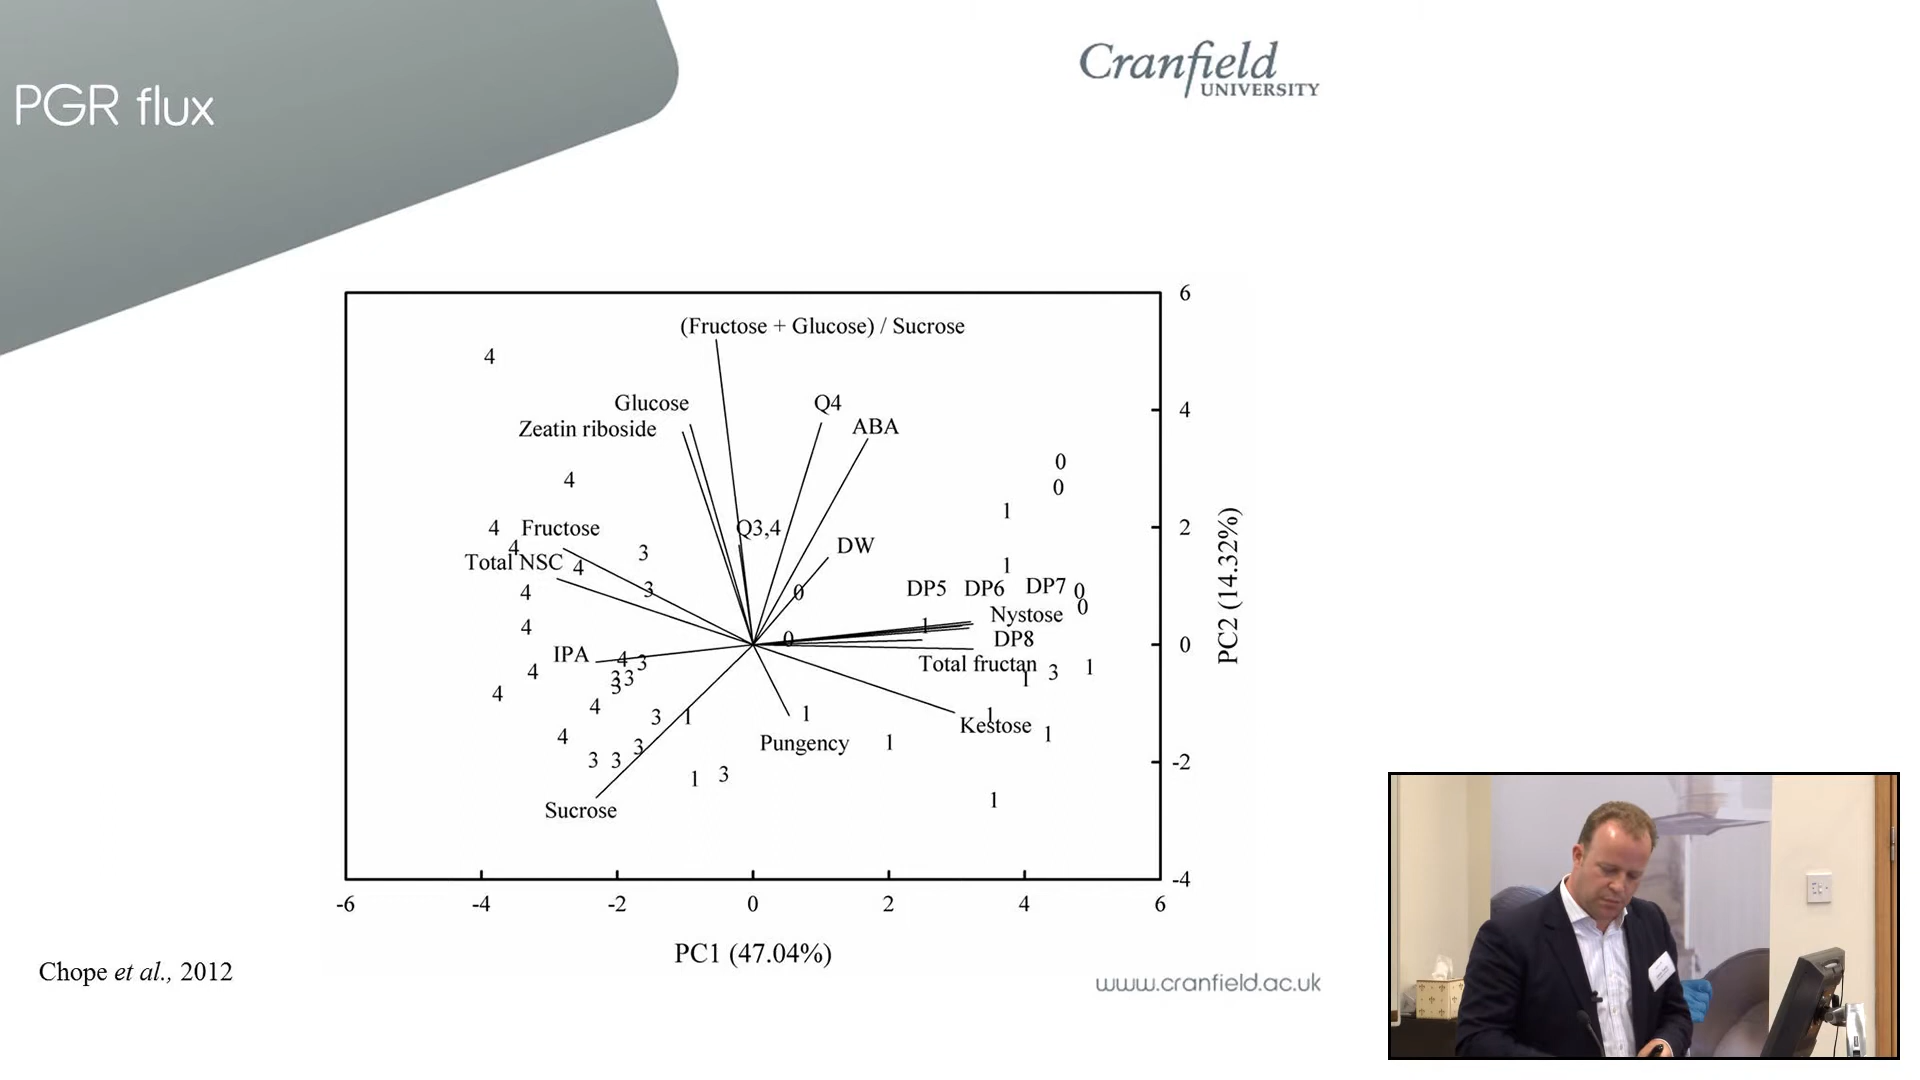 PGR flux
Cranfield
UNIVERSITY
(Fructose + Glucose) / Sucrose
6
4
Glucose
Q4
4
Zeatin riboside
ABA
0
4
0
1
4
Fructose
Q3,4
2
4
3
DW
Total NSC
4
1
4
3
0
DP5
DP6
DP7
0
0
Nystose
4
1
0
DP8
0
IPA
4
3
Total fructan
1
4
3
3
3
1
3
4
4
3
1
1
1
Kestose
4
Pungency
1
1
3
3
3
-2
1
3
1
Sucrose
-4
-6
-4
-2
0
2
4
6
PC2 (14.32%)
PC1 (47.04%)
Chope et al., 2012
www.cranfield.ac.uk